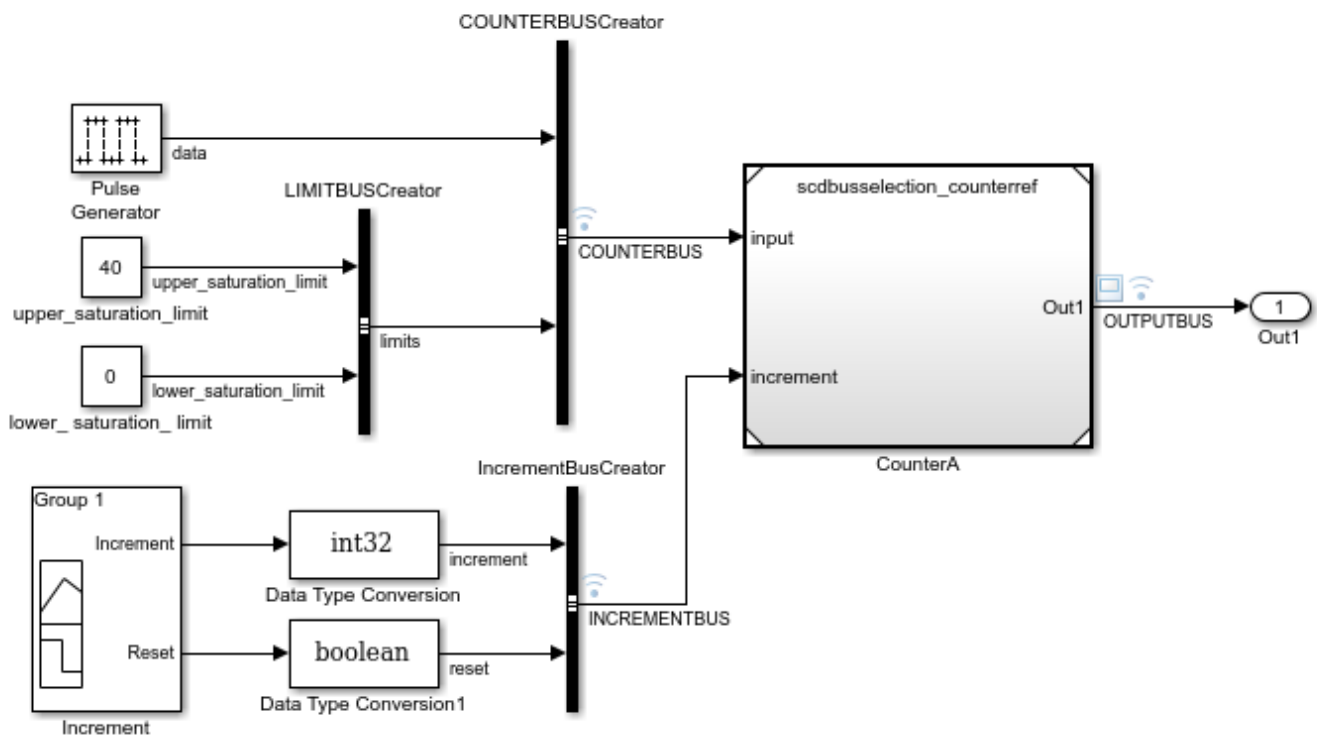 COUNTERBUSCreator
data
Pulse
Generator
LIMITBUSCreator
40
upper_saturation_limit
upper_saturation_limit
limits
0
lower_saturation_limit
lower_ saturation_ limit
COUNTERBUS
scdbusselection_counterref
input
increment
Out1
CounterA
OUTPUTBUS
1
Out1
IncrementBusCreator
Group 1
Increment
Reset
Increment
int32
increment
Data Type Conversion
boolean
reset
Data Type Conversion1
INCREMENTBUS